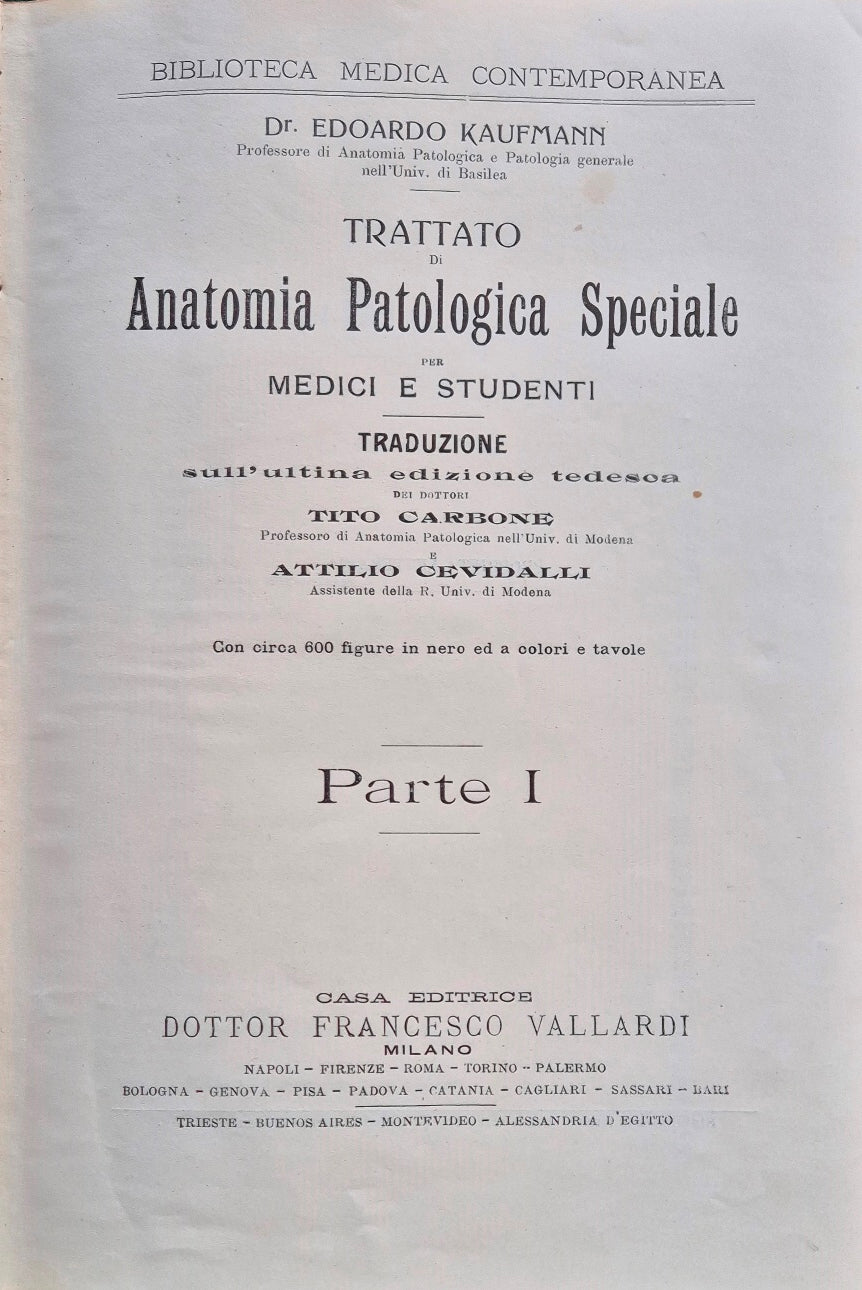 BIBLIOTECA MEDICA CONTEMPORANEA
Dr. EDOARDO KAUFMANN
Professore di Anatomia Patologica e Patologia generale
nell'Univ. di Basilea
TRATTATO
DI
Anatomia Patologica Speciale
PER
MEDICI E STUDENTI
TRADUZIONE
sull'ultina edizione tedesca
DEI DOTTORI
TITO CARBONE
Professoro di Anatomia Patologica nell'Univ. di Modena
E
ATTILIO CEVIDALLI
Assistente della R. Univ. di Modena
Con circa 600 figure in nero ed a colori e tavole
Parte I
CASA EDITRICE
DOTTOR FRANCESCO VALLARDI
MILANO
NAPOLI - FIRENZE - ROMA - TORINO - PALERMO
BOLOGNA - GENOVA - PISA - PADOVA - CATANIA - CAGLIARI - SASSARI - BARI
TRIESTE - BUENOS AIRES - MONTEVIDEO - ALESSANDRIA D'EGITTO